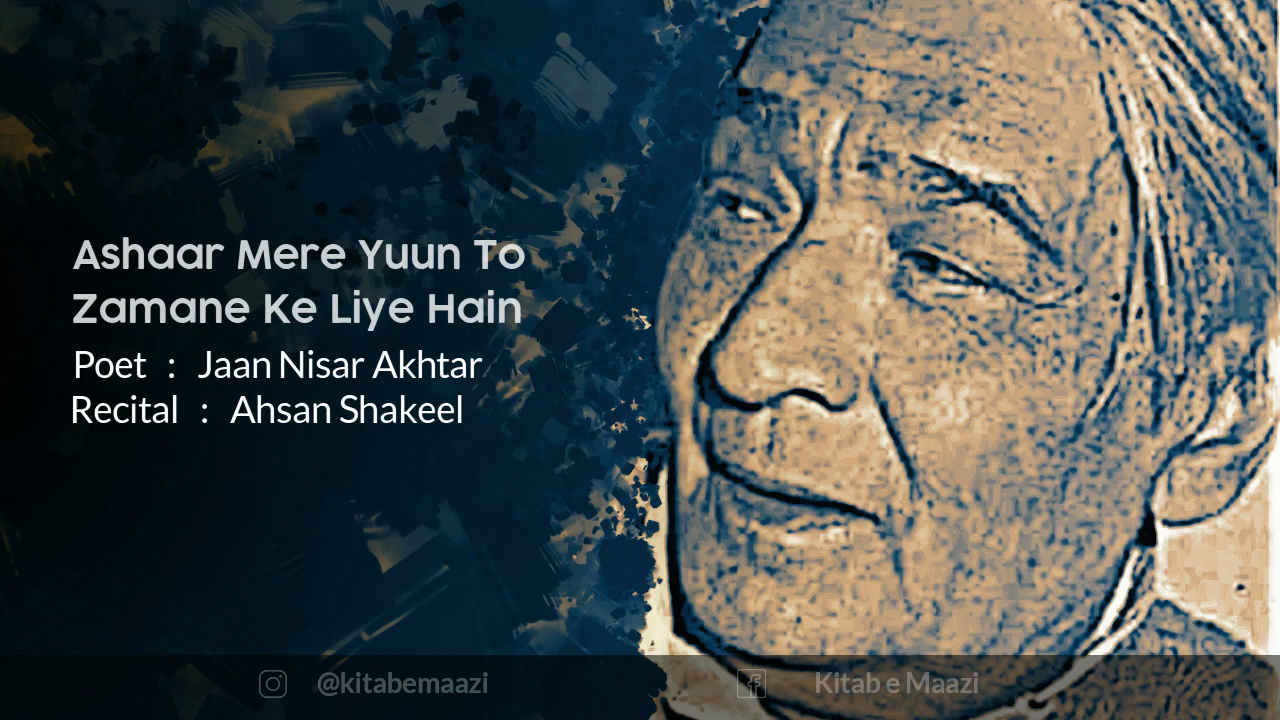 Ashaar Mere Yuun To
Zamane Ke Liye Hain
Poet : Jaan Nisar Akhtar
Recital : Ahsan Shakeel
@kitabemaazi
Kitab e Maazi